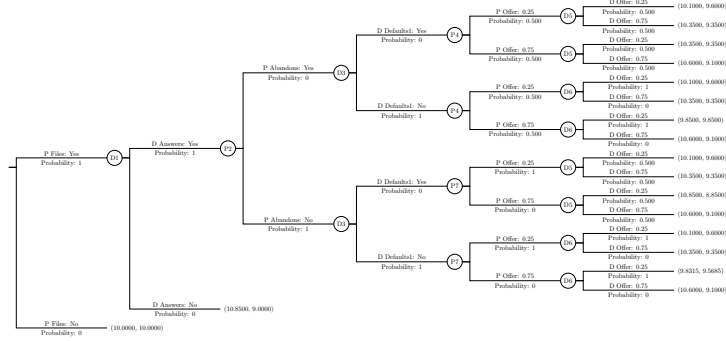 D Offer: 0.25
Probability: 0.500
(10.1000, 9.6000)
P Offer: 0.25
Probability: 0.500
D5
D Offer: 0.75
Probability: 0.500
(10.3500, 9.3500)
D Defaults1: Yes
Probability: 0
P4
D Offer: 0.25
Probability: 0.500
(10.3500, 9.3500)
P Offer: 0.75
Probability: 0.500
D5
D Offer: 0.75
Probability: 0.500
(10.6000, 9.1000)
P Abandons: Yes
Probability: 0
D3
D Offer: 0.25
Probability: 1
(10.1000, 9.6000)
P Offer: 0.25
Probability: 0.500
D6
D Offer: 0.75
Probability: 0
(10.3500, 9.3500)
D Defaults1: No
Probability: 1
P4
D Offer: 0.25
Probability: 1
(9.8500, 9.8500)
P Offer: 0.75
Probability: 0.500
D6
D Offer: 0.75
Probability: 0
(10.6000, 9.1000)
P Files: Yes
Probability: 1
D1
D Answers: Yes
Probability: 1
P2
D Offer: 0.25
Probability: 0.500
(10.1000, 9.6000)
P Offer: 0.25
Probability: 1
D5
D Offer: 0.75
Probability: 0.500
(10.3500, 9.3500)
D Defaults1: Yes
Probability: 0
P7
D Offer: 0.25
Probability: 0.500
(10.8500, 8.8500)
P Offer: 0.75
Probability: 0
D5
D Offer: 0.75
Probability: 0.500
(10.6000, 9.1000)
P Abandons: No
Probability: 1
D3
D Offer: 0.25
Probability: 1
(10.1000, 9.6000)
P Offer: 0.25
Probability: 1
D6
D Offer: 0.75
Probability: 0
(10.3500, 9.3500)
D Defaults1: No
Probability: 1
P7
D Offer: 0.25
Probability: 1
(9.8315, 9.5685)
P Offer: 0.75
Probability: 0
D6
D Offer: 0.75
Probability: 0
(10.6000, 9.1000)
D Answers: No
Probability: 0
(10.8500, 9.0000)
P Files: No
Probability: 0
(10.0000, 10.0000)